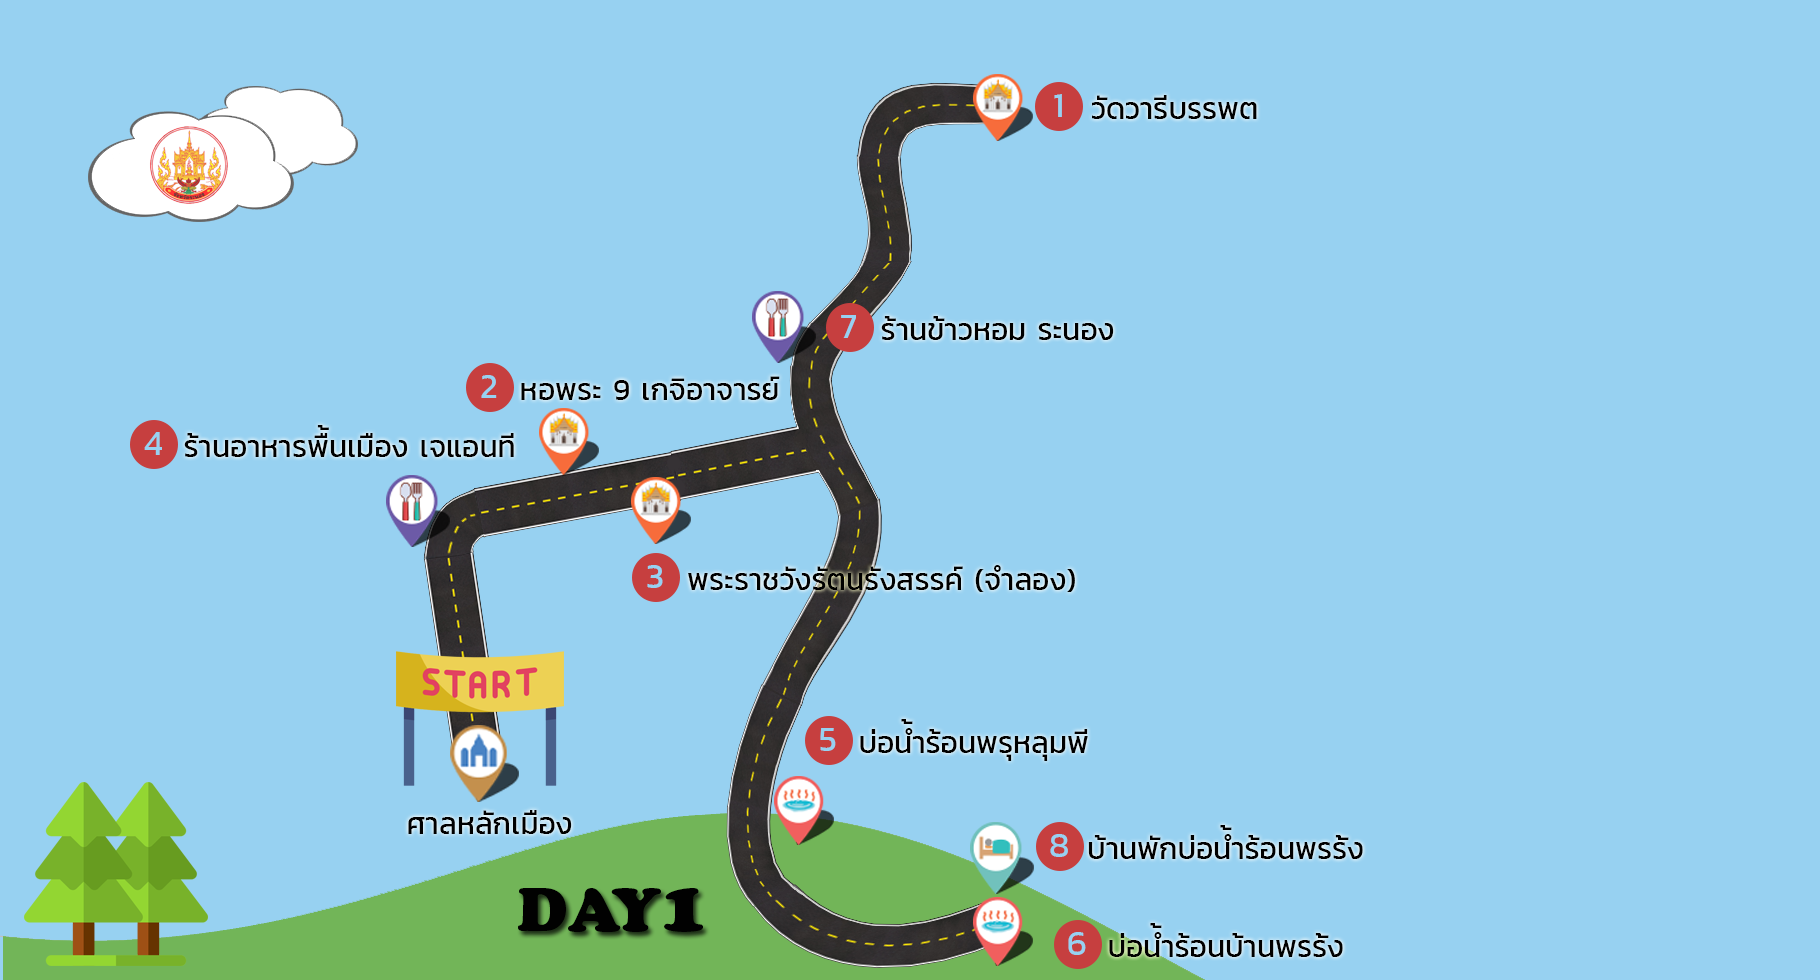 1 วัดวารีบรรพต
7 ร้านข้าวหอม ระนอง
2 หอพระ 9 เกจิอาจารย์
4 ร้านอาหารพื้นเมือง เจแอนที
3 พระราชวังรัตนรังสรรค์ (จำลอง)
START
5 บ่อน้ำร้อนพรุหลุมพี
ศาลหลักเมือง
8 บ้านพักบ่อน้ำร้อนพรรั้ง
DAY1
6 บ่อน้ำร้อนบ้านพรรั้ง